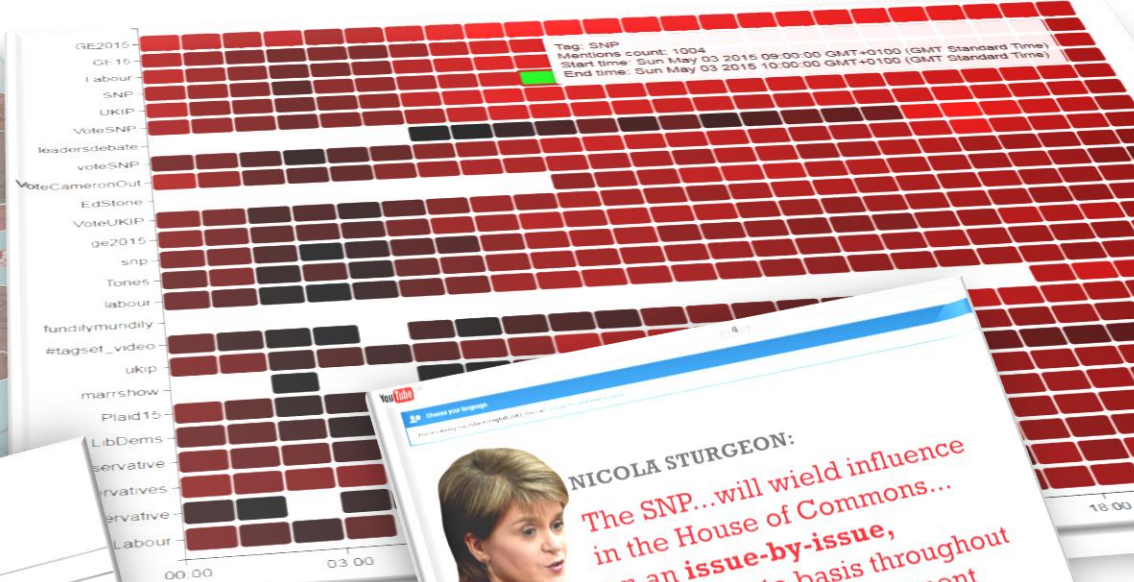 GE2015
GE15
Labour
SNP
UKIP
VoteSNP
leadersdebate
voteSNP
VoteCameronOut
EdStone
VoteUKIP
ge2015
snp
Tories
labour
fundilymundily
#tagset_video
ukip
marrshow
Plaid15
LibDems
servative
rvatives
ervative
Labour
00:00
03:00
18:00
Tag: SNP
Mentions count: 1004
Start time: Sun May 03 2015 09:00:00 GMT+0100 (GMT Standard Time)
End time: Sun May 03 2015 10:00:00 GMT+0100 (GMT Standard Time)
YouTube
Choose your language.
NICOLA STURGEON:
The SNP...will wield influence
in the House of Commons...
an issue-by-issue,
basis throughout